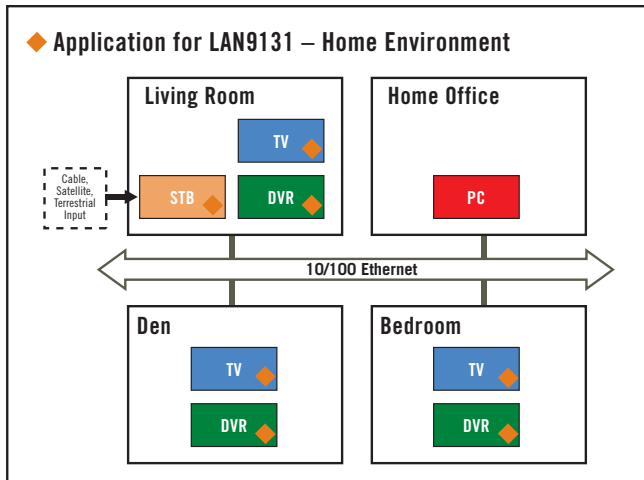 Application for LAN9131 – Home Environment
Living Room
TV
Cable,
Satellite,
Terrestrial
Input
STB
DVR
Home Office
PC
10/100 Ethernet
Den
TV
DVR
Bedroom
TV
DVR